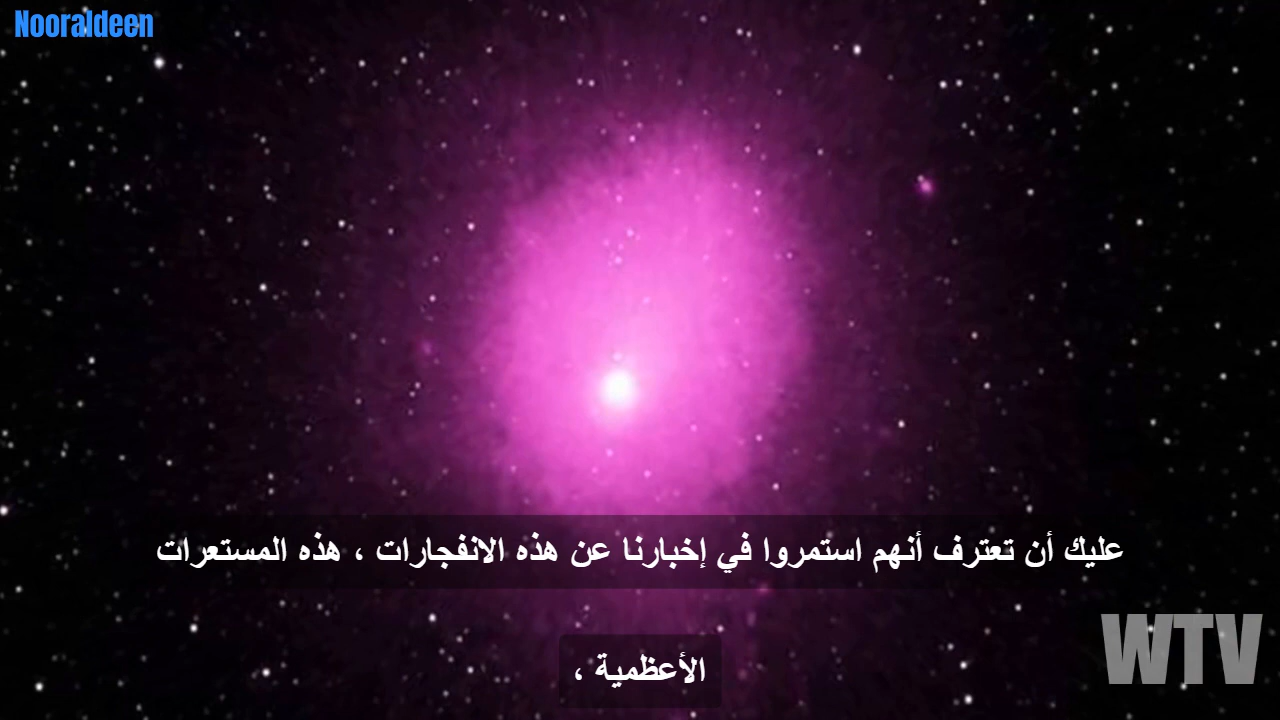 Nooraldeen
عليك أن تعترف أنهم استمروا في إخبارنا عن هذه الانفجارات ، هذه المستعرات
الأعظمية ،
WTV